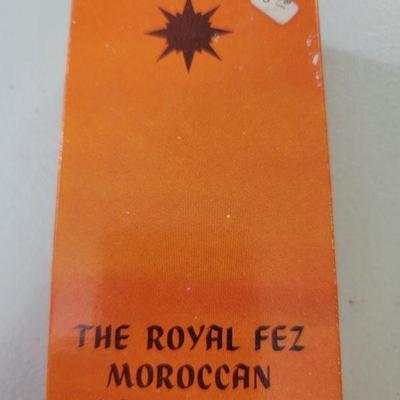 THE ROYAL FEZ
MOROCCAN